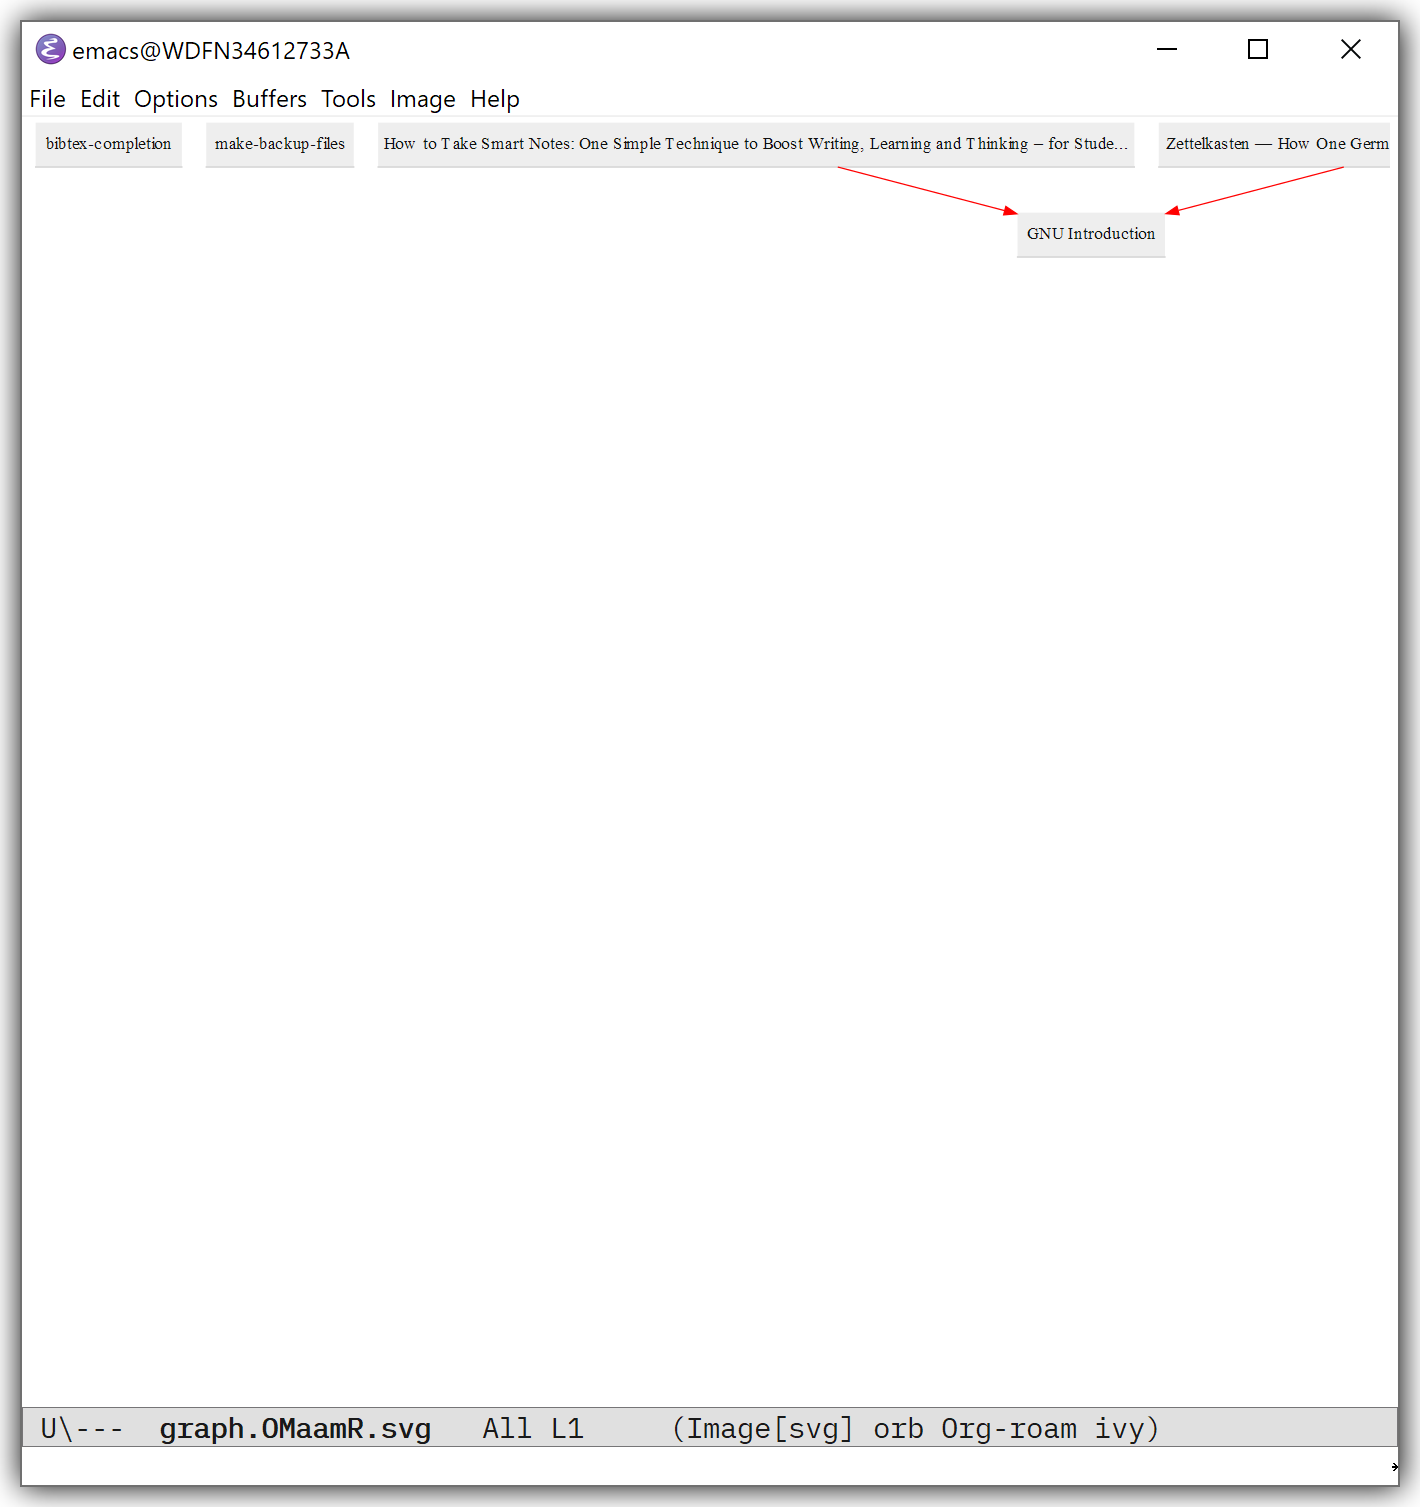 emacs@WDFN34612733A
File Edit Options Buffers Tools Image Help
bibtex-completion make-backup-files How to Take Smart Notes: One Simple Technique to Boost Writing, Learning and Thinking – for Stude... Zettelkasten — How One Germ
GNU Introduction
U\--- graph.OMaamR.svg All L1 (Image[svg] orb Org-roam ivy)